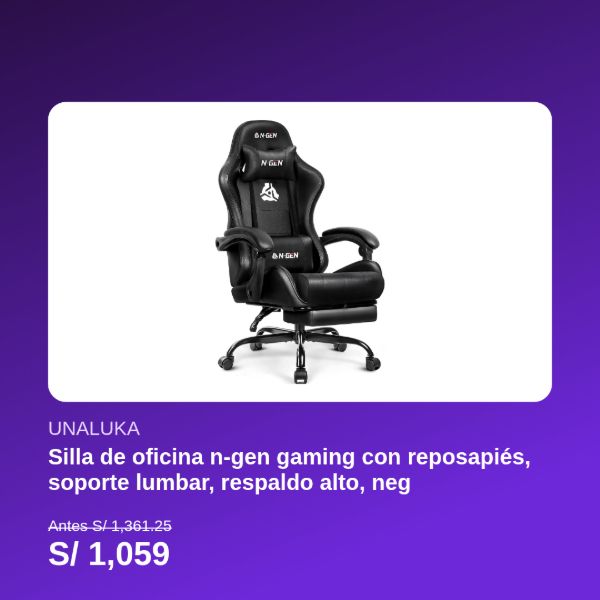 N-GEN
N-GEN
N-GEN
UNALUKA
Silla de oficina n-gen gaming con reposapiés,
soporte lumbar, respaldo alto, neg
Antes S/ 1,361.25
S/ 1,059